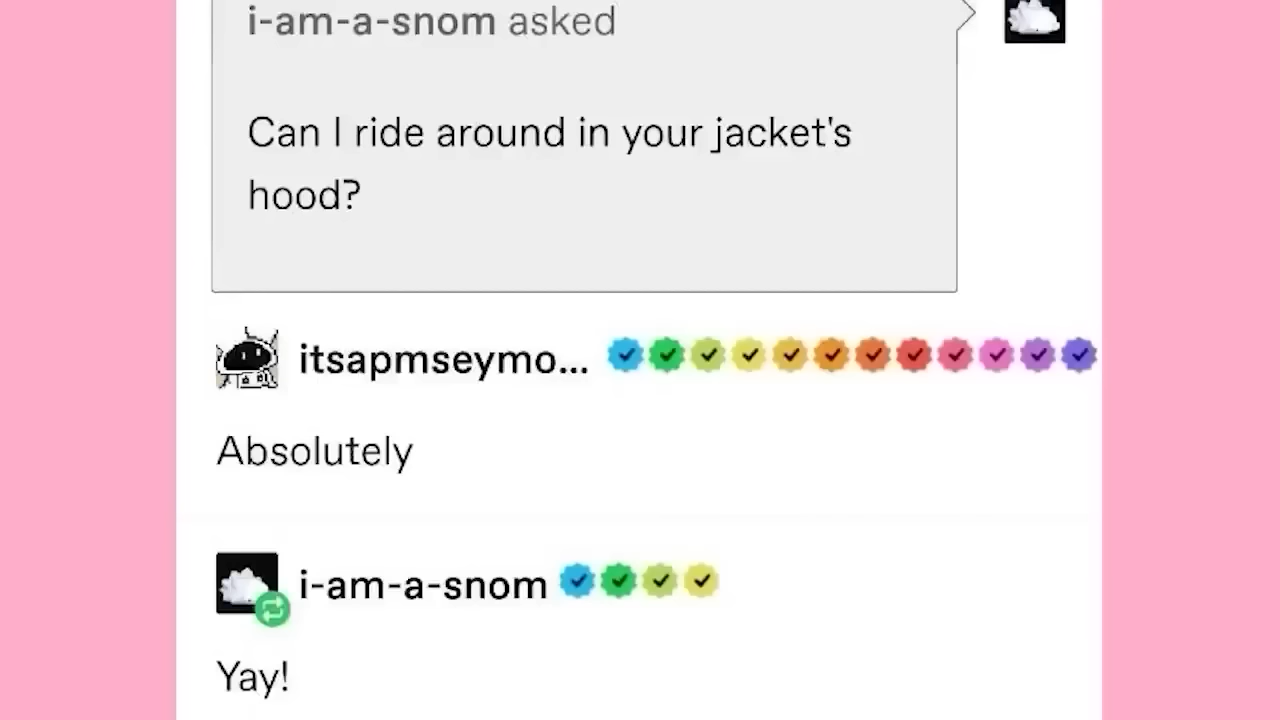 i-am-a-snom asked
Can I ride around in your jacket's
hood?
itsapmseymo...
Absolutely
i-am-a-snom
Yay!